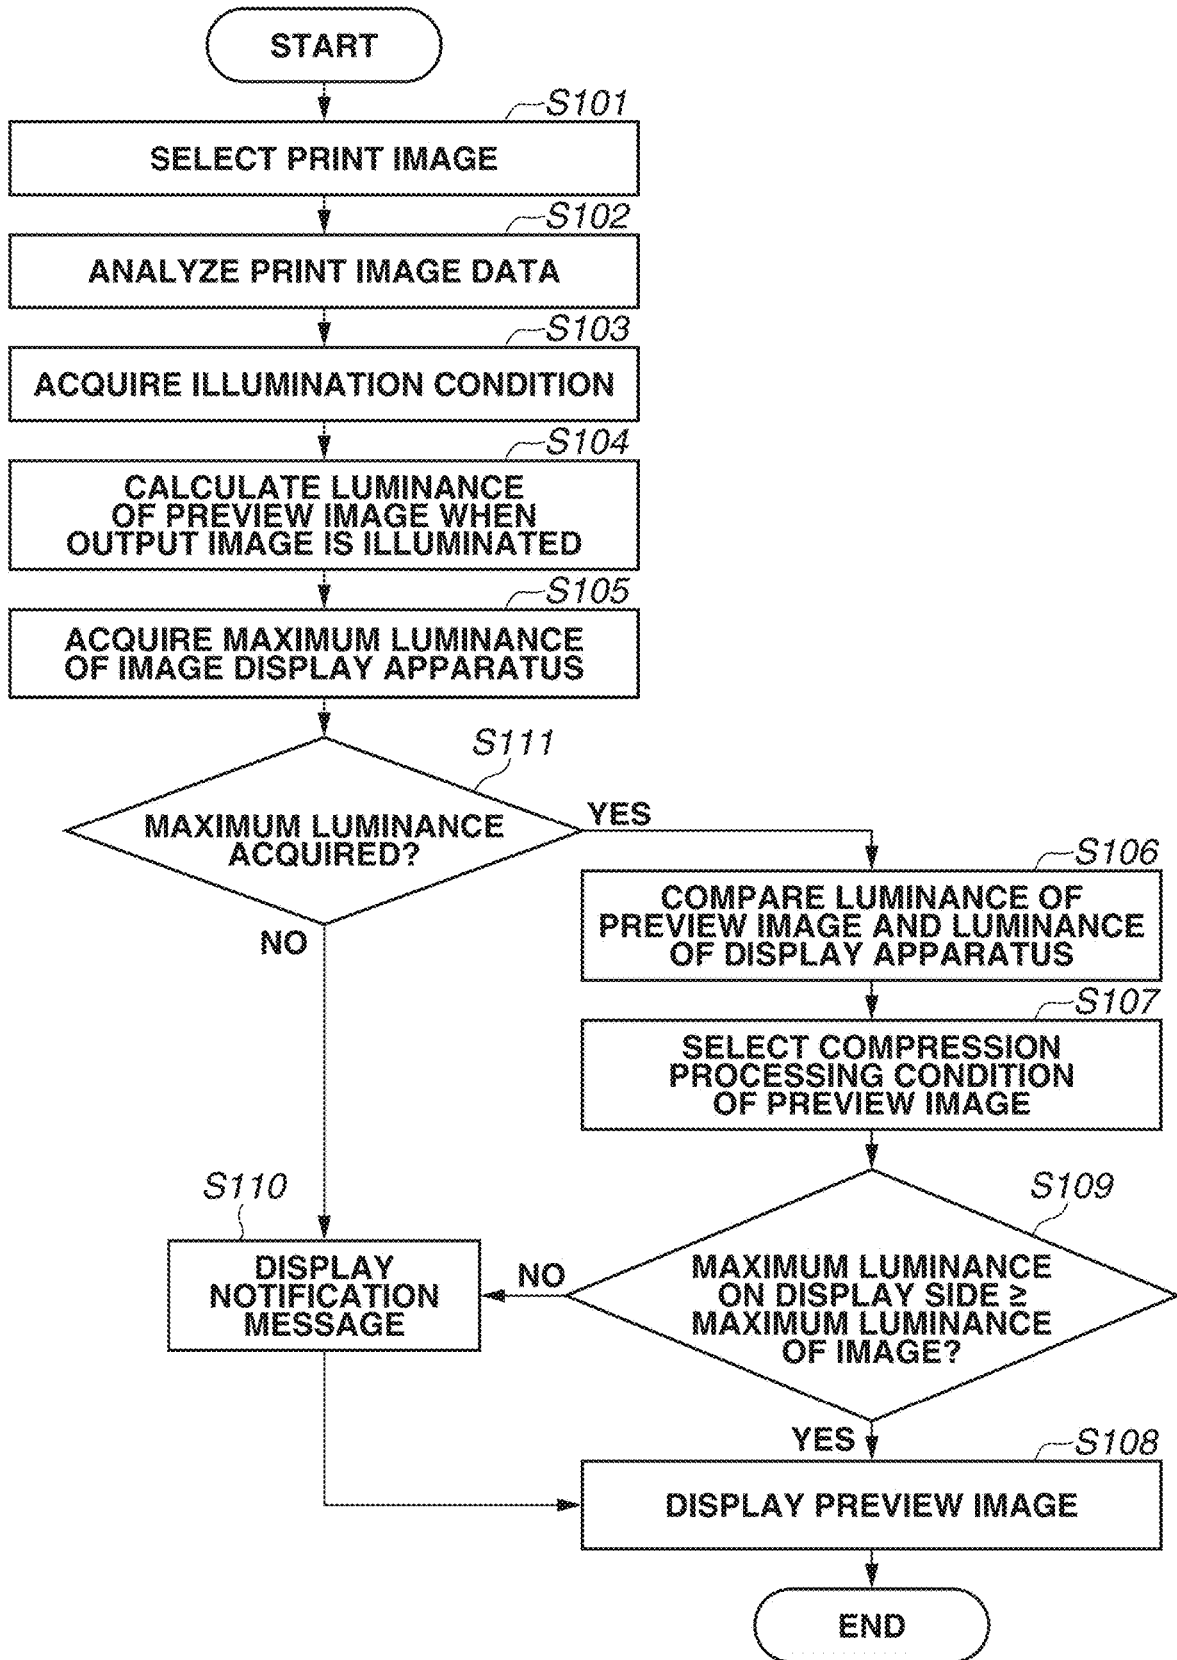 START
S101
SELECT PRINT IMAGE
S102
ANALYZE PRINT IMAGE DATA
S103
ACQUIRE ILLUMINATION CONDITION
S104
CALCULATE LUMINANCE
OF PREVIEW IMAGE WHEN
OUTPUT IMAGE IS ILLUMINATED
S105
ACQUIRE MAXIMUM LUMINANCE
OF IMAGE DISPLAY APPARATUS
S111
MAXIMUM LUMINANCE
ACQUIRED?
YES
NO
S106
COMPARE LUMINANCE OF
PREVIEW IMAGE AND LUMINANCE
OF DISPLAY APPARATUS
S107
SELECT COMPRESSION
PROCESSING CONDITION
OF PREVIEW IMAGE
S109
MAXIMUM LUMINANCE
ON DISPLAY SIDE ≥
MAXIMUM LUMINANCE
OF IMAGE?
NO
S110
DISPLAY
NOTIFICATION
MESSAGE
YES
S108
DISPLAY PREVIEW IMAGE
END